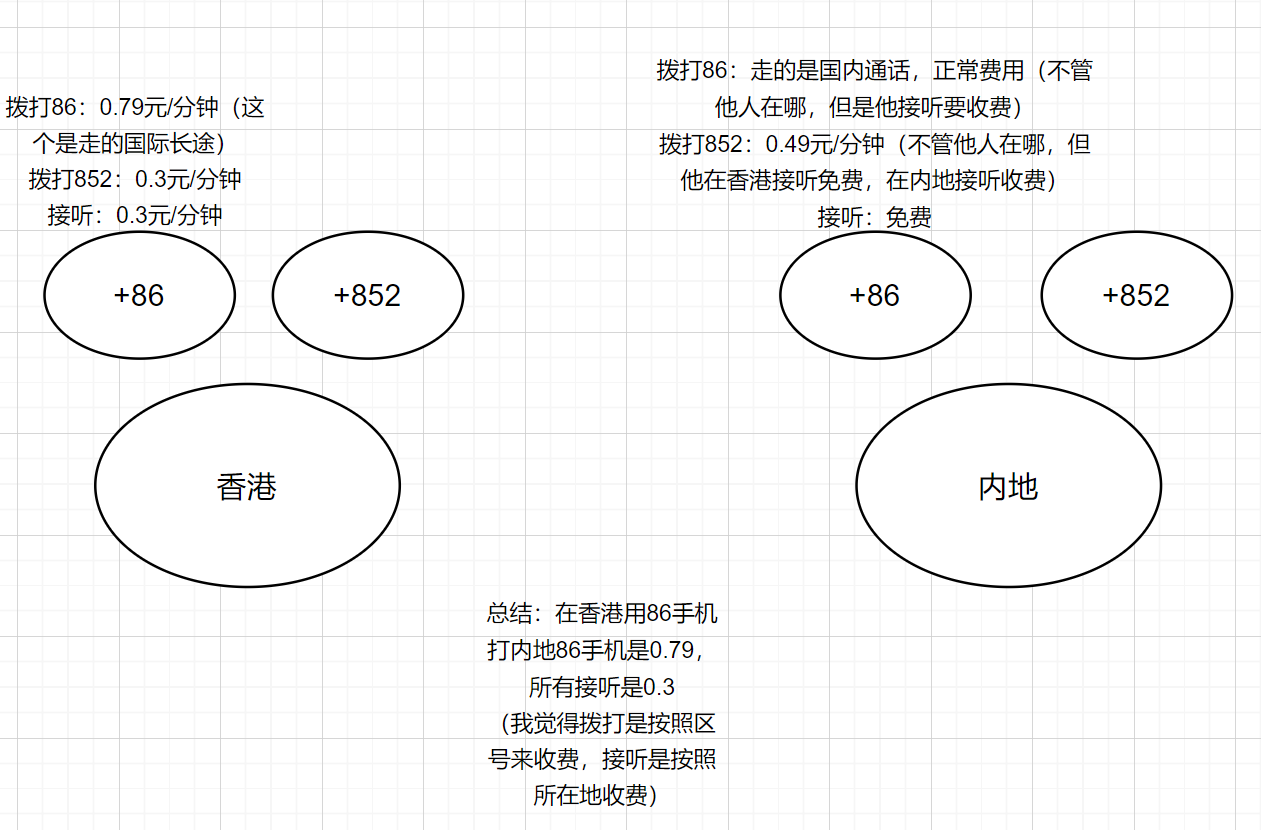 拨打86：0.79元/分钟（这
个是走的国际长途）
拨打852：0.3元/分钟
接听：0.3元/分钟
拨打86：走的是国内通话，正常费用（不管
他人在哪，但是他接听要收费）
拨打852：0.49元/分钟（不管他人在哪，但
他在香港接听免费，在内地接听收费）
接听：免费
+86
+852
+86
+852
香港
内地
总结：在香港用86手机
打内地86手机是0.79，
所有接听是0.3
（我觉得拨打是按照区
号来收费，接听是按照
所在地收费）